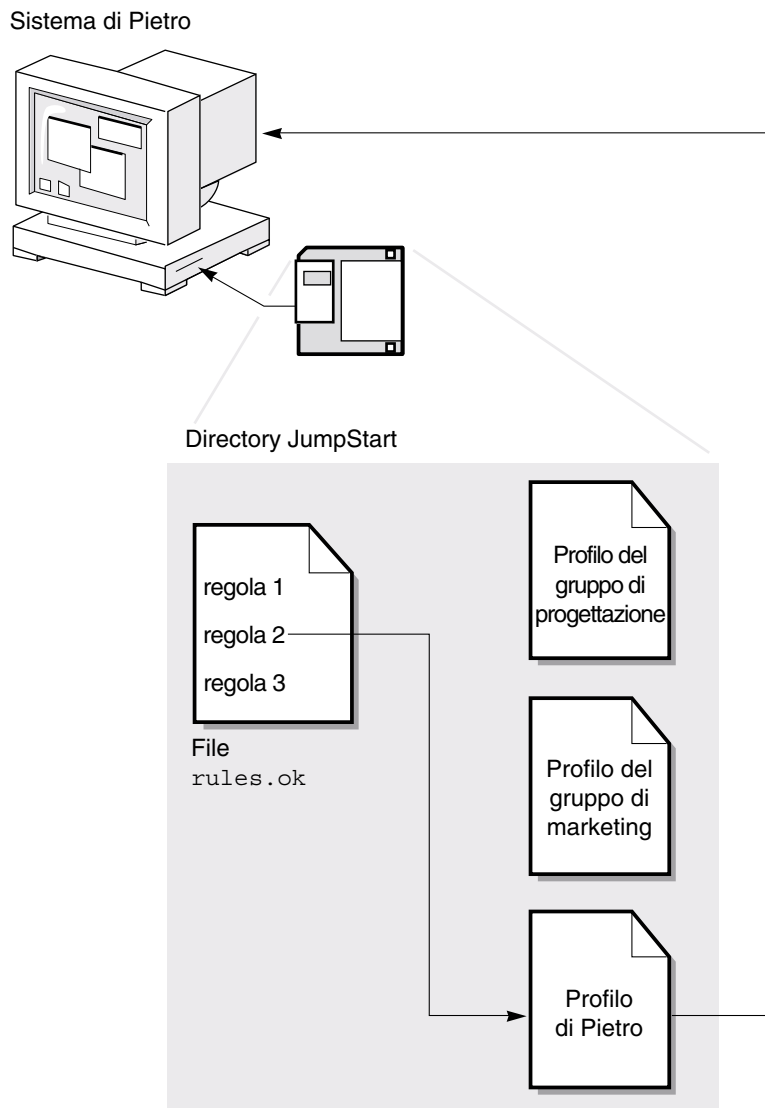 Sistema di Pietro
Directory JumpStart
regola 1
regola 2
regola 3
File
rules.ok
Profilo del
gruppo di
progettazione
Profilo del
gruppo di
marketing
Profilo
di Pietro